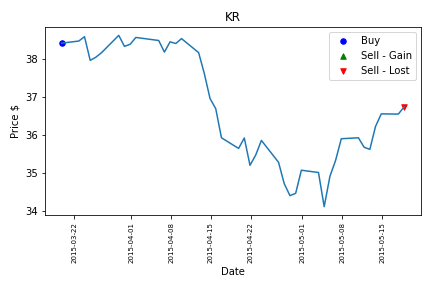 KR
Buy
Sell - Gain
Sell - Lost
Price $
38
37
36
35
34
2015-03-22
2015-04-01
2015-04-08
2015-04-15
2015-04-22
2015-05-01
2015-05-08
2015-05-15
Date